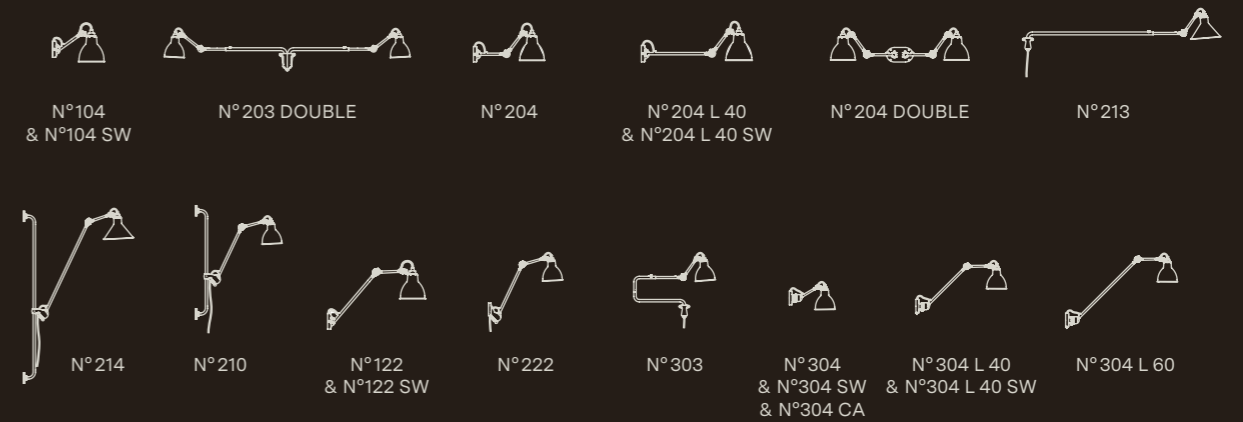 N°104
& N°104 SW
N°203 DOUBLE
N°204
N°204 L 40
& N°204 L 40 SW
N°204 DOUBLE
N°213
N°214
N°210
N°122
& N°122 SW
N°222
N°303
N°304
& N°304 SW
& N°304 CA
N°304 L 40
& N°304 L 40 SW
N°304 L 60